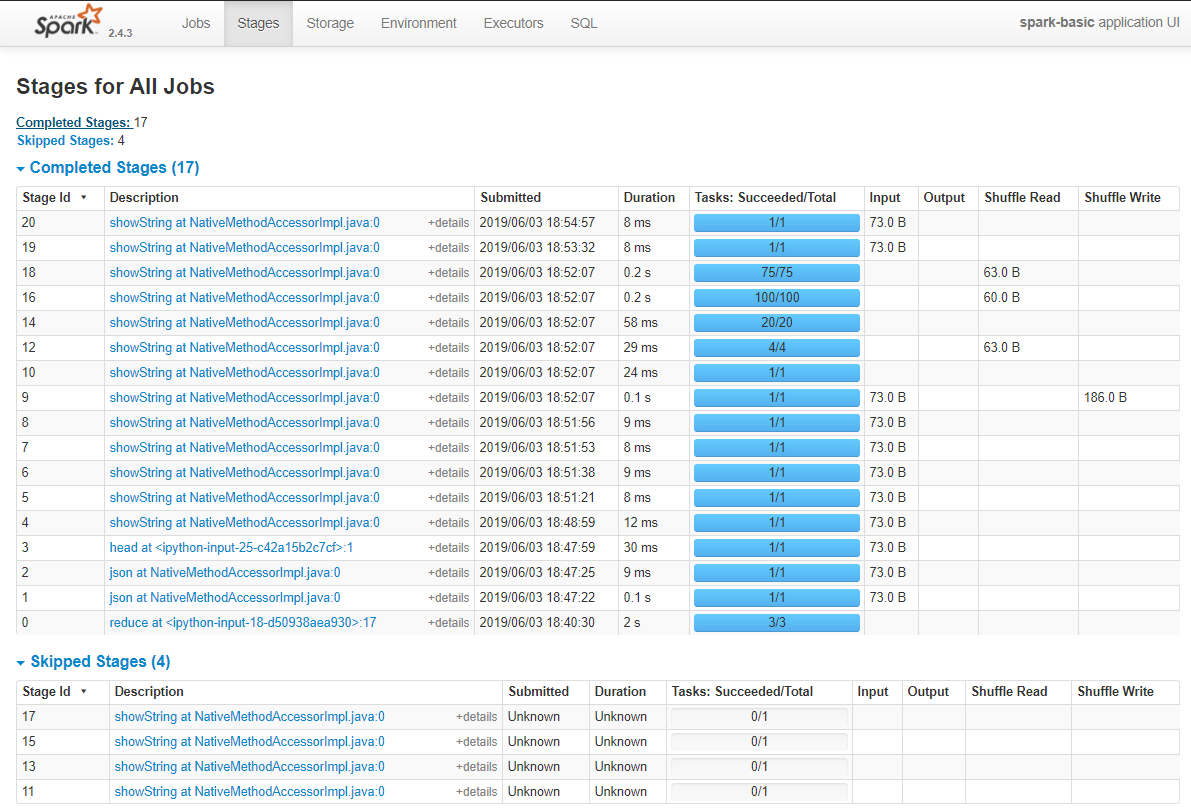 APACHE Spark 2.4.3 Jobs Stages Storage Environment Executors SQL spark-basic application UI
Stages for All Jobs
Completed Stages: 17
Skipped Stages: 4
Completed Stages (17)
Stage Id ▾ Description Submitted Duration Tasks: Succeeded/Total Input Output Shuffle Read Shuffle Write
20 showString at NativeMethodAccessorImpl.java:0 +details 2019/06/03 18:54:57 8 ms 1/1 73.0 B
19 showString at NativeMethodAccessorImpl.java:0 +details 2019/06/03 18:53:32 8 ms 1/1 73.0 B
18 showString at NativeMethodAccessorImpl.java:0 +details 2019/06/03 18:52:07 0.2 s 75/75 63.0 B
16 showString at NativeMethodAccessorImpl.java:0 +details 2019/06/03 18:52:07 0.2 s 100/100 60.0 B
14 showString at NativeMethodAccessorImpl.java:0 +details 2019/06/03 18:52:07 58 ms 20/20
12 showString at NativeMethodAccessorImpl.java:0 +details 2019/06/03 18:52:07 29 ms 4/4 63.0 B
10 showString at NativeMethodAccessorImpl.java:0 +details 2019/06/03 18:52:07 24 ms 1/1
9 showString at NativeMethodAccessorImpl.java:0 +details 2019/06/03 18:52:07 0.1 s 1/1 73.0 B 186.0 B
8 showString at NativeMethodAccessorImpl.java:0 +details 2019/06/03 18:51:56 9 ms 1/1 73.0 B
7 showString at NativeMethodAccessorImpl.java:0 +details 2019/06/03 18:51:53 8 ms 1/1 73.0 B
6 showString at NativeMethodAccessorImpl.java:0 +details 2019/06/03 18:51:38 9 ms 1/1 73.0 B
5 showString at NativeMethodAccessorImpl.java:0 +details 2019/06/03 18:51:21 8 ms 1/1 73.0 B
4 showString at NativeMethodAccessorImpl.java:0 +details 2019/06/03 18:48:59 12 ms 1/1 73.0 B
3 head at <ipython-input-25-c42a15b2c7cf>:1 +details 2019/06/03 18:47:59 30 ms 1/1 73.0 B
2 json at NativeMethodAccessorImpl.java:0 +details 2019/06/03 18:47:25 9 ms 1/1 73.0 B
1 json at NativeMethodAccessorImpl.java:0 +details 2019/06/03 18:47:22 0.1 s 1/1 73.0 B
0 reduce at <ipython-input-18-d50938aea930>:17 +details 2019/06/03 18:40:30 2 s 3/3
Skipped Stages (4)
Stage Id ▾ Description Submitted Duration Tasks: Succeeded/Total Input Output Shuffle Read Shuffle Write
17 showString at NativeMethodAccessorImpl.java:0 +details Unknown Unknown 0/1
15 showString at NativeMethodAccessorImpl.java:0 +details Unknown Unknown 0/1
13 showString at NativeMethodAccessorImpl.java:0 +details Unknown Unknown 0/1
11 showString at NativeMethodAccessorImpl.java:0 +details Unknown Unknown 0/1